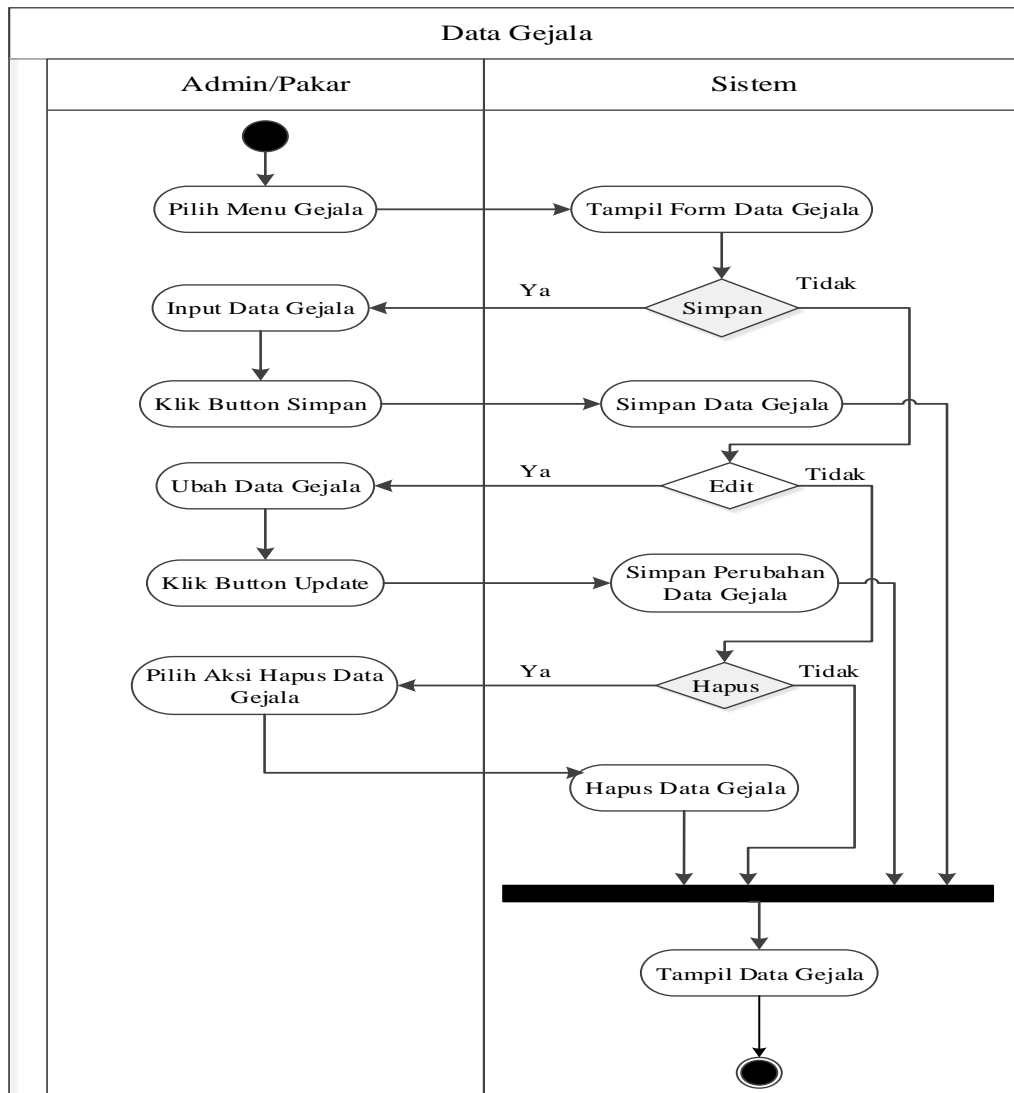 Data Gejala
Admin/Pakar
Sistem
Pilih Menu Gejala
Tampil Form Data Gejala
Ya
Tidak
Input Data Gejala
Simpan
Klik Button Simpan
Simpan Data Gejala
Ya
Tidak
Ubah Data Gejala
Edit
Klik Button Update
Simpan Perubahan
Data Gejala
Pilih Aksi Hapus Data
Gejala
Ya
Hapus
Tidak
Hapus Data Gejala
Tampil Data Gejala